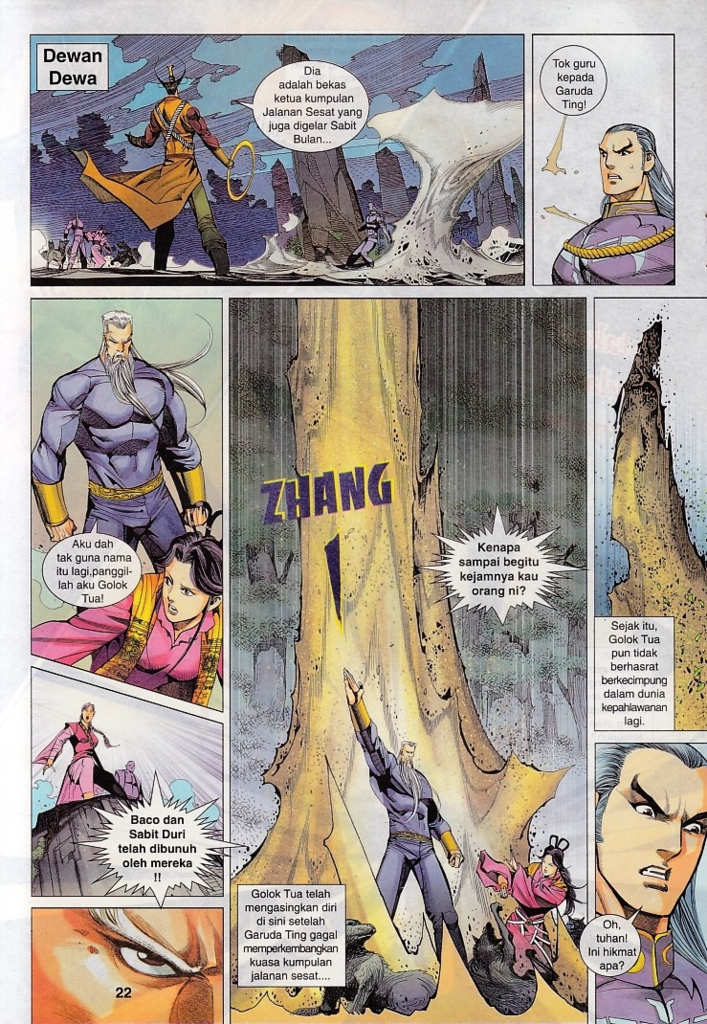 Dewan
Dewa
Dia
adalah bekas
ketua kumpulan
Jalanan Sesat yang
juga digelar Sabit
Bulan...
Tok guru
kepada
Garuda
Ting!
Aku dah
tak guna nama
itu lagi,panggil-
lah aku Golok
Tua!
Baco dan
Sabit Duri
telah dibunuh
oleh mereka
!!
22
ZHANG
!
Kenapa
sampai begitu
kejamnya kau
orang ni?
Golok Tua telah
mengasingkan diri
di sini setelah
Garuda Ting gagal
memperkembangkan
kuasa kumpulan
jalanan sesat....
Sejak itu,
Golok Tua
pun tidak
berhasrat
berkecimpung
dalam dunia
kepahlawanan
lagi.
Oh,
tuhan!
Ini hikmat
apa?